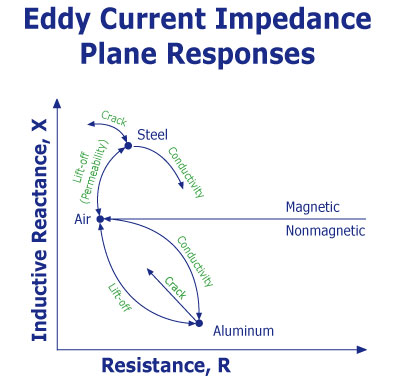 Eddy Current Impedance
Plane Responses
Crack
Steel
Lift-off
(Permeability)
Conductivity
Inductive Reactance, X
Magnetic
Air
Nonmagnetic
Conductivity
Crack
Lift-off
Aluminum
Resistance, R